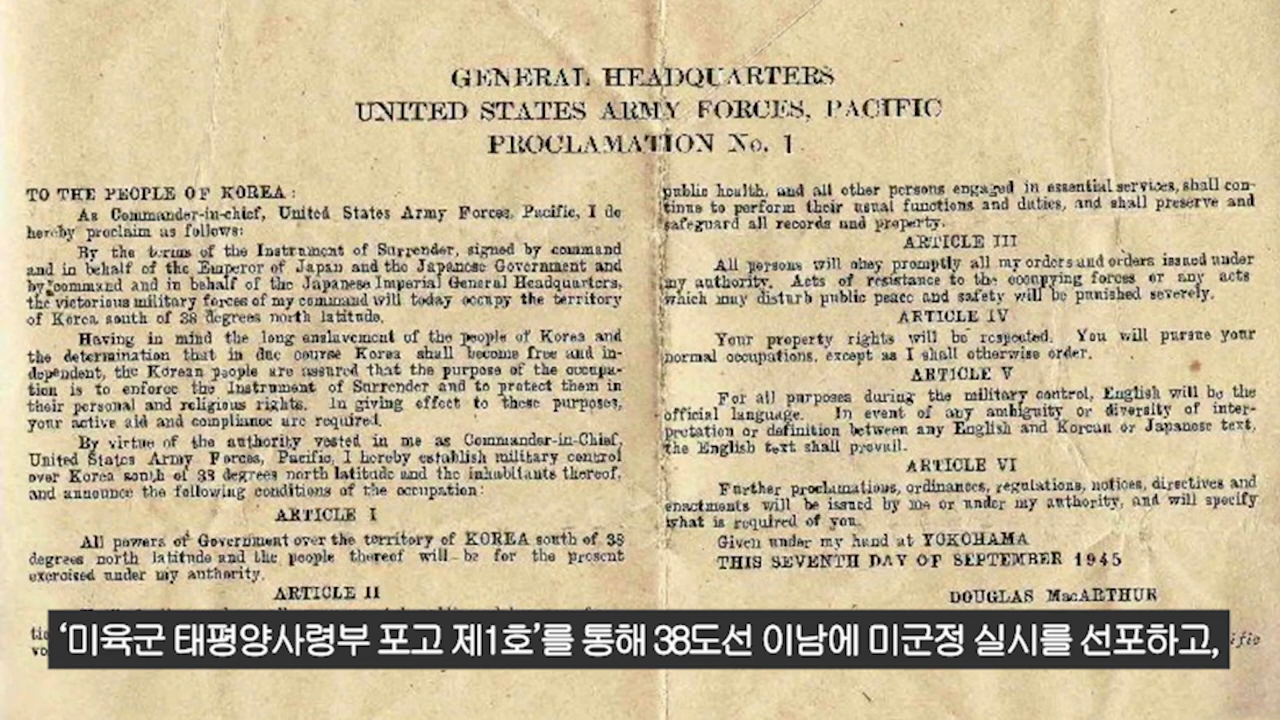 GENERAL HEADQUARTERS
UNITED STATES ARMY FORCES, PACIFIC
PROCLAMATION No. 1
TO THE PEOPLE OF KOREA:
As Commander-in-chief, United States Army Forces, Pacific, I do
hereby proclaim as follows:
By the terms of the Instrument of Surrender, signed by command
and in behalf of the Emperor of Japan and the Japanese Government and
by command and in behalf of the Japanese Imperial General Headquarters,
the victorious military forces of my command will today occupy the territory
of Korea south of 38 degrees north latitude.
Having in mind the long enslavement of the people of Korea and
the determination that in due course Korea shall become free and in-
dependent, the Korean people are assured that the purpose of the occupa-
tion is to enforce the Instrument of Surrender and to protect them in
their personal and religious rights. In giving effect to these purposes,
your active aid and compliance are required.
By virtue of the authority vested in me as Commander-in-Chief,
United States Army Forces, Pacific, I hereby establish military control
over Korea south of 38 degrees north latitude and the inhabitants thereof,
and announce the following conditions of the occupation:
ARTICLE I
All powers of Government over the territory of KOREA south of 38
degrees north latitude and the people thereof will be for the present
exercised under my authority.
ARTICLE II
public health, and all other persons engaged in essential services, shall con-
tinue to perform their usual functions and duties, and shall preserve and
safeguard all records and property.
ARTICLE III
All persons will obey promptly all my orders and orders issued under
my authority. Acts of resistance to the occupying forces or any acts
which may disturb public peace and safety will be punished severely.
ARTICLE IV
Your property rights will be respected. You will pursue your
normal occupations, except as I shall otherwise order.
ARTICLE V
For all purposes during the military control, English will be the
official language. In event of any ambiguity or diversity of inter-
pretation or definition between any English and Korean or Japanese text,
the English text shall prevail.
ARTICLE VI
Further proclamations, ordinances, regulations, notices, directives and
enactments will be issued by me or under my authority, and will specify
what is required of you.
Given under my hand at YOKOHAMA
THIS SEVENTH DAY OF SEPTEMBER 1945
DOUGLAS MacARTHUR
‘미육군 태평양사령부 포고 제1호’를 통해 38도선 이남에 미군정 실시를 선포하고,